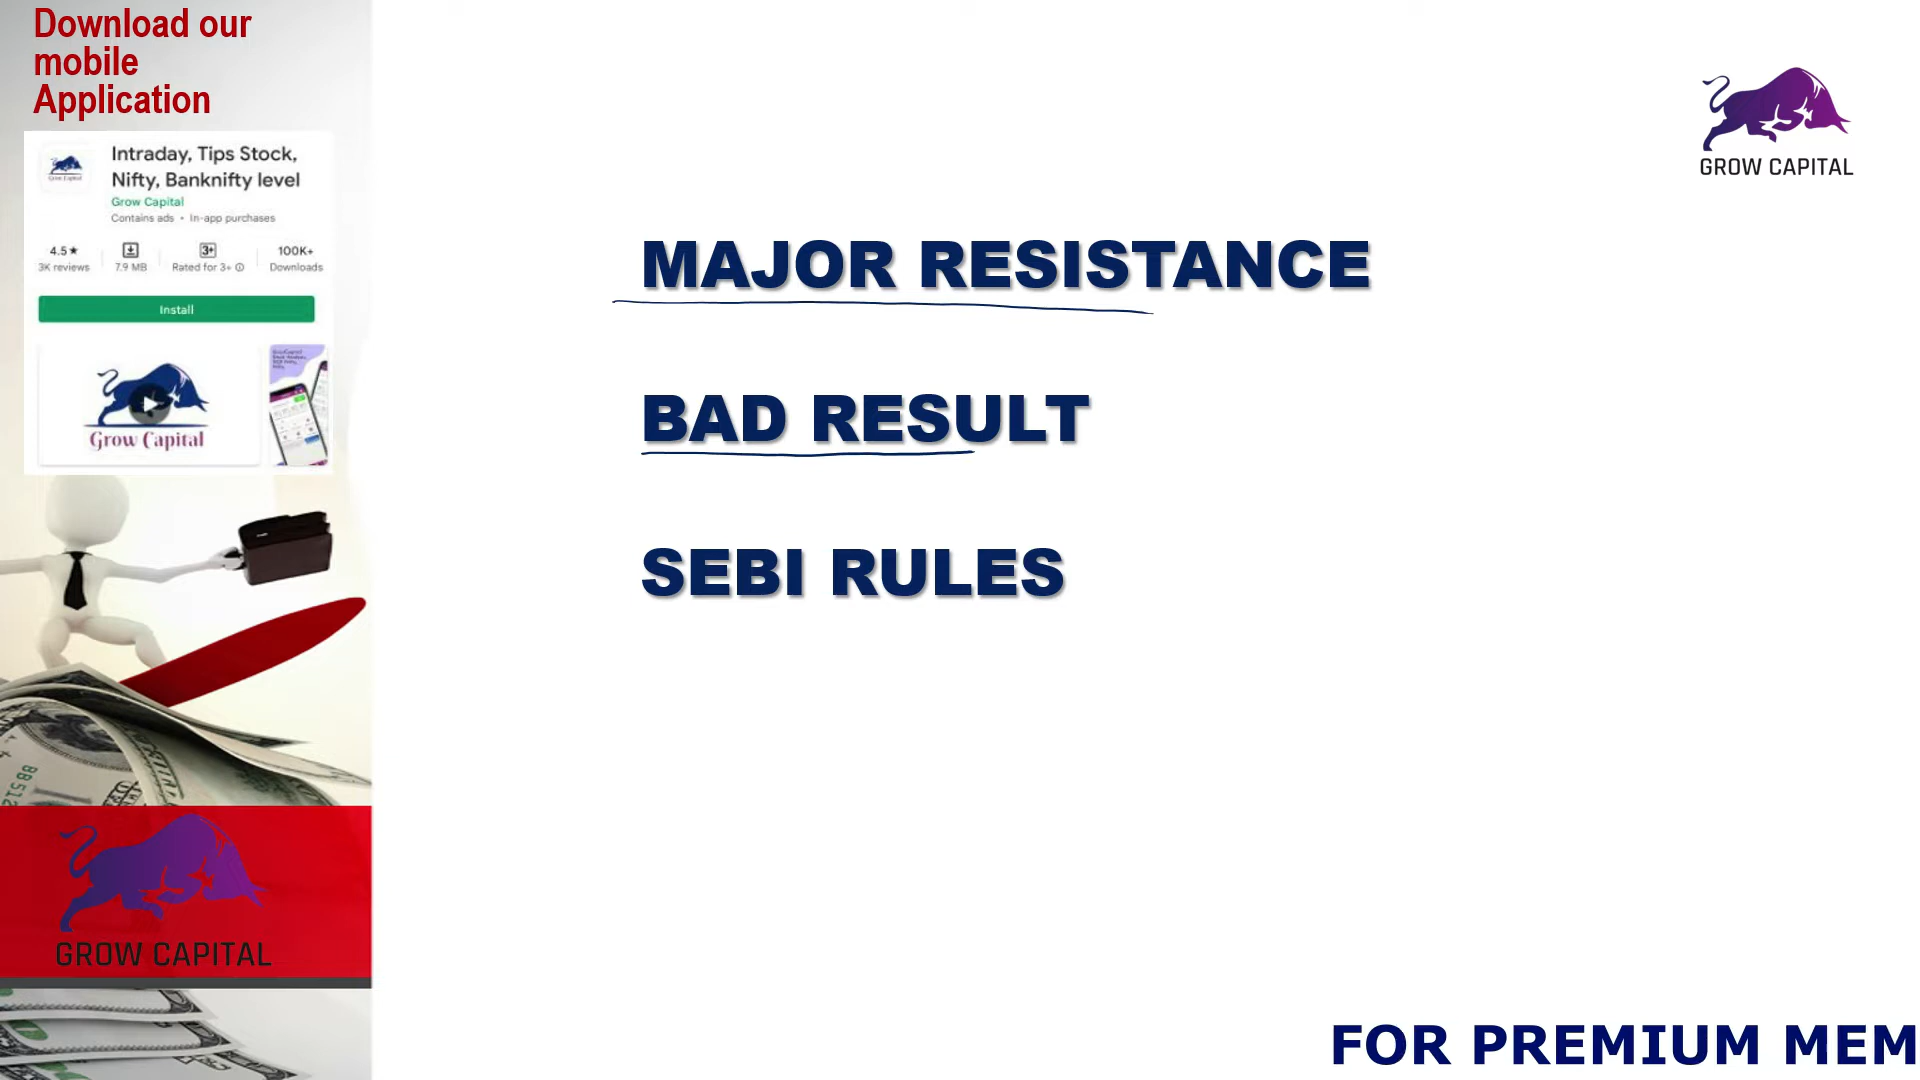 Download our
mobile
Application
Intraday, Tips Stock,
Nifty, Banknifty level
Grow Capital
Contains ads • In-app purchases
4.5★
3K reviews
7.9 MB
3+
Rated for 3+
100K+
Downloads
Install
Grow Capital
GROW CAPITAL
GROW CAPITAL
MAJOR RESISTANCE
BAD RESULT
SEBI RULES
FOR PREMIUM MEM